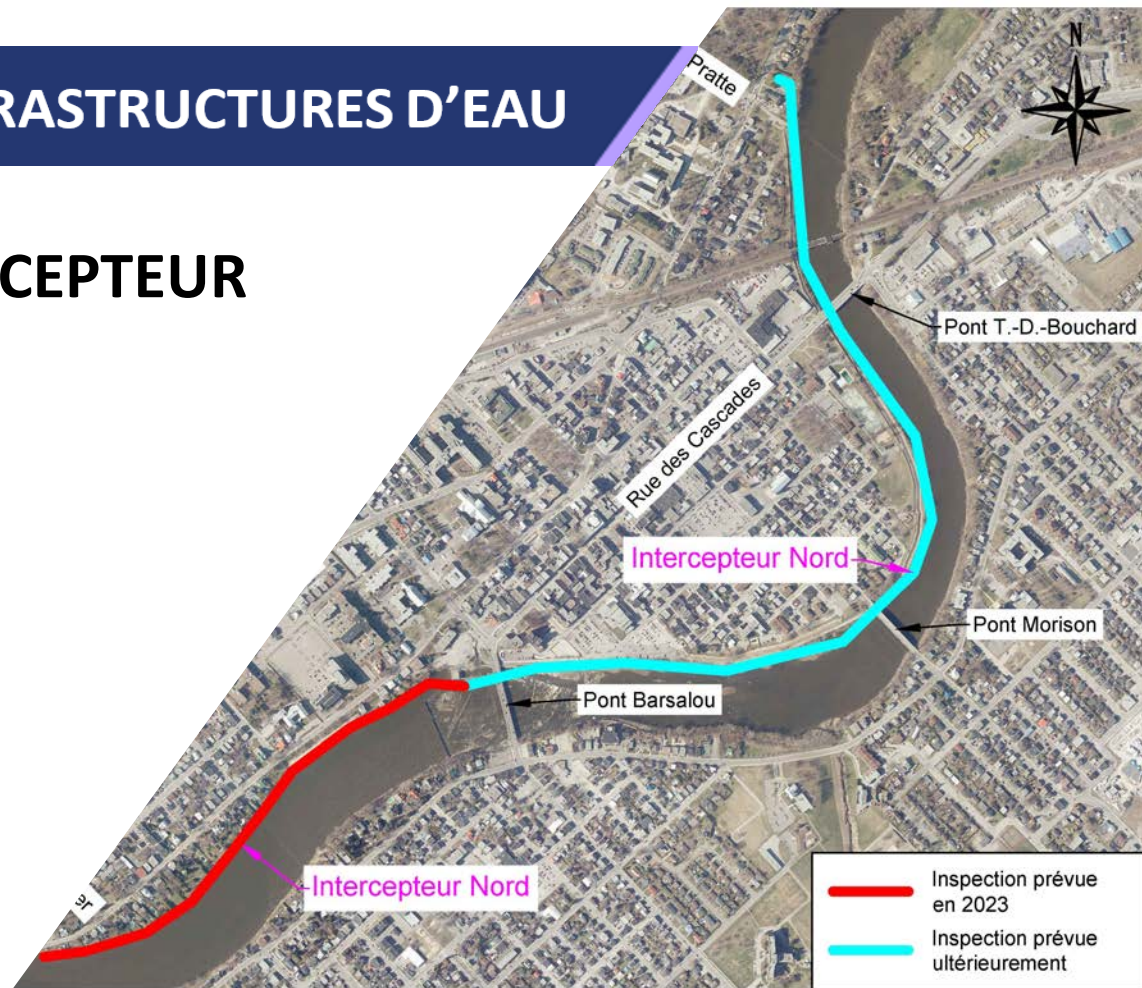 RASTRUCTURES D'EAU
CEPTEUR
Pratte
N
Pont T.-D.-Bouchard
Rue des Cascades
Intercepteur Nord
Pont Morison
Pont Barsalou
Intercepteur Nord
Inspection prévue
en 2023
Inspection prévue
ultérieurement